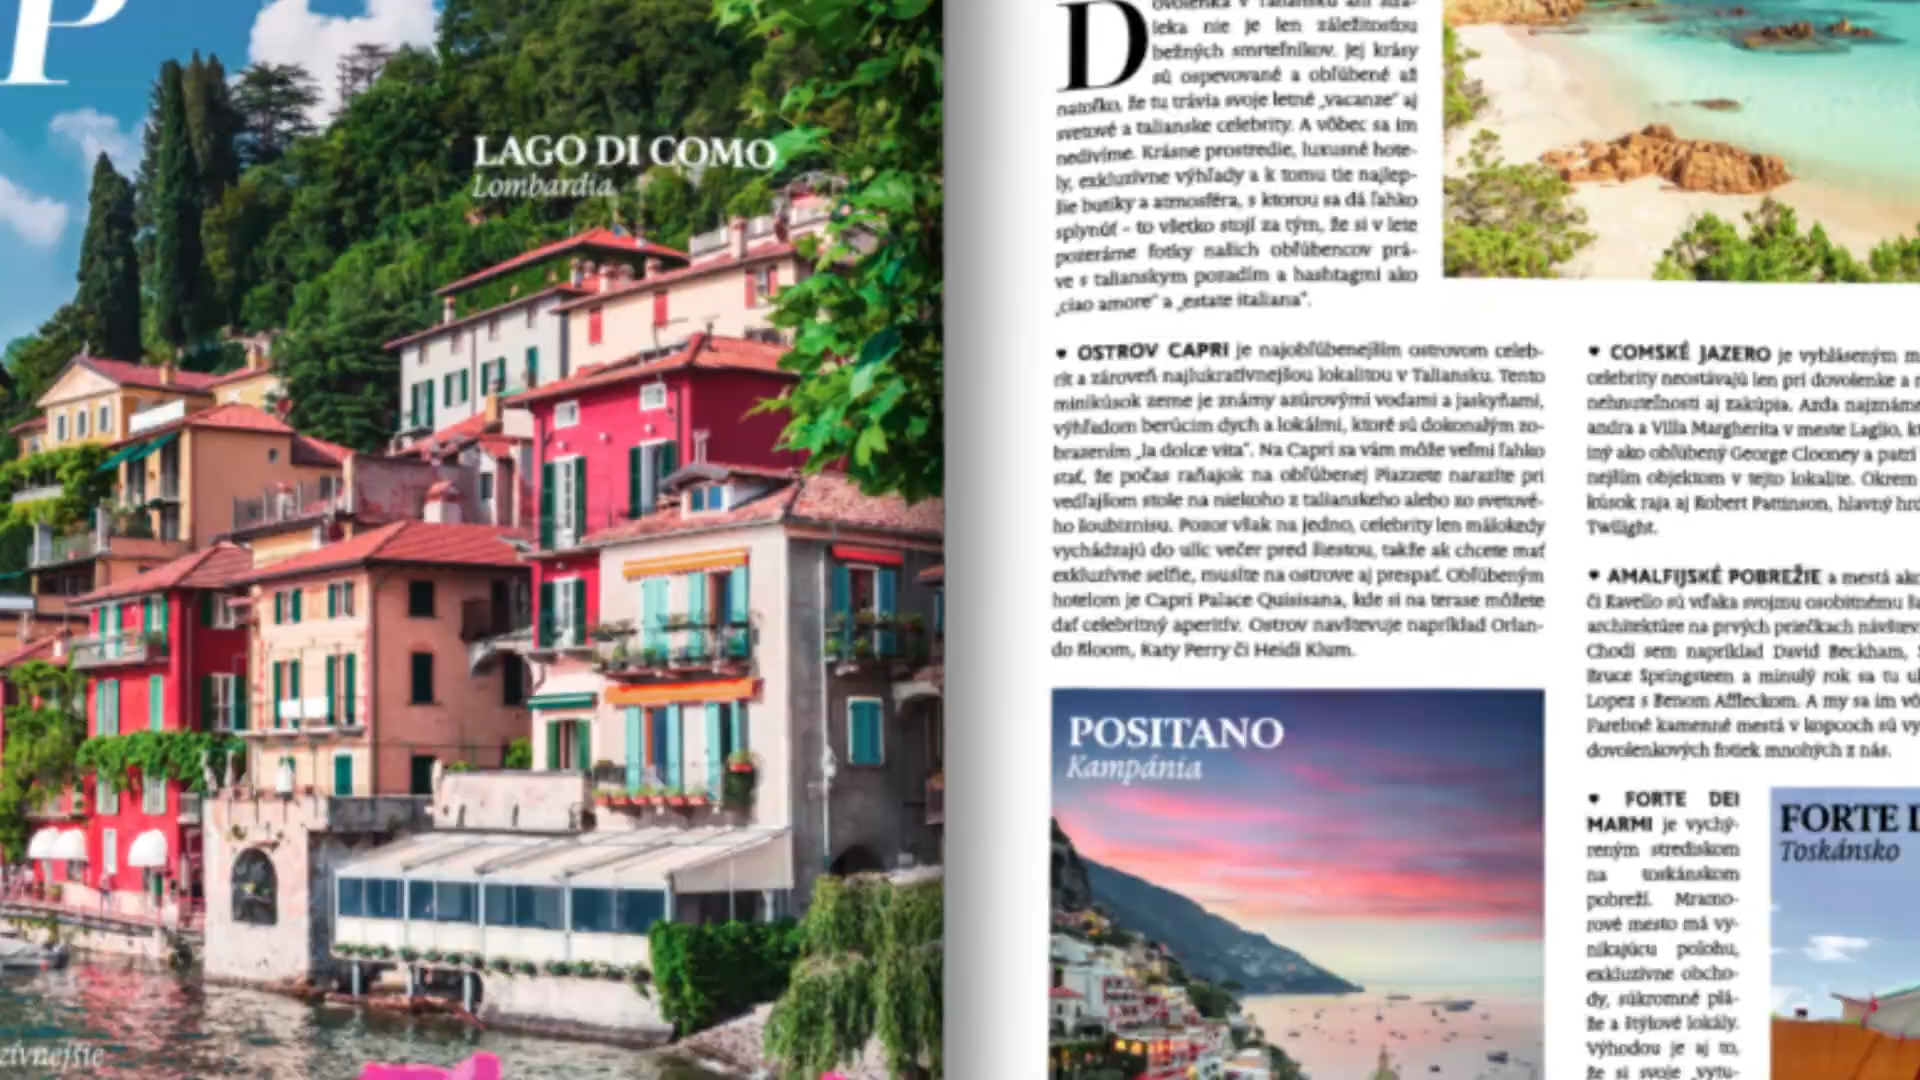 P
LAGO DI COMO
Lombardia
zívnejšie
D
leka nie je len záležitosťou
bežných smrteľníkov. Jej krásy
sú ospevované a obľúbené až
natoľko, že tu trávia svoje letné „vacanze“ aj
svetové a talianske celebrity. A vôbec sa im
nedivíme. Krásne prostredie, luxusné hote-
ly, exkluzívne výhľady a k tomu tie najlep-
šie butiky a atmosféra, s ktorou sa dá ľahko
splynúť – to všetko stojí za tým, že si v lete
pozeráme fotky našich obľúbencov prá-
ve s talianskym pozadím a hashtagmi ako
„ciao amore“ a „estate italiana“.
♥ OSTROV CAPRI je najobľúbenejším ostrovom celeb-
rít a zároveň najlukratívnejšou lokalitou v Taliansku. Tento
minikúsok zeme je známy azúrovými vodami a jaskyňami,
výhľadom berúcim dych a lokálmi, ktoré sú dokonalým zo-
brazením „la dolce vita“. Na Capri sa vám môže veľmi ľahko
stať, že počas raňajok na obľúbenej Piazzete narazíte pri
vedľajšom stole na niekoho z talianskeho alebo zo svetové-
ho šoubiznisu. Pozor však na jedno, celebrity len málokedy
vychádzajú do ulíc večer pred šiestou, takže ak chcete mať
exkluzívne selfie, musíte na ostrove aj prespať. Obľúbeným
hotelom je Capri Palace Quisisana, kde si na terase môžete
dať celebritný aperitív. Ostrov navštevuje napríklad Orlan-
do Bloom, Katy Perry či Heidi Klum.
POSITANO
Kampánia
♥ COMSKÉ JAZERO je vyhláseným
celebrity neostávajú len pri dovolenke a
nehnuteľnosti aj zakúpia. Azda najznáme
andra a Villa Margherita v meste Laglio,
iný ako obľúbený George Clooney a patrí
nejším objektom v tejto lokalite. Okrem
kúsok raja aj Robert Pattinson, hlavný
Twilight.
♥ AMALFIJSKÉ POBREŽIE a mestá
či Ravello sú vďaka svojmu osobitnému
architektúre na prvých priečkach návštev
Chodí sem napríklad David Beckham,
Bruce Springsteen a minulý rok sa tu
Lopez s Benom Affleckom. A my sa im
Farebné kamenné mestá v kopcoch sú
dovolenkových fotiek mnohých z nás.
♥ FORTE DEI
MARMI je vychý-
reným strediskom
na toskánskom
pobreží. Mramo-
rové mesto má vy-
nikajúcu polohu,
exkluzívne obcho-
dy, súkromné plá-
že a štýlové lokály.
Výhodou je aj to,
že si svoje „vytu-
FORTE
Toskánsko